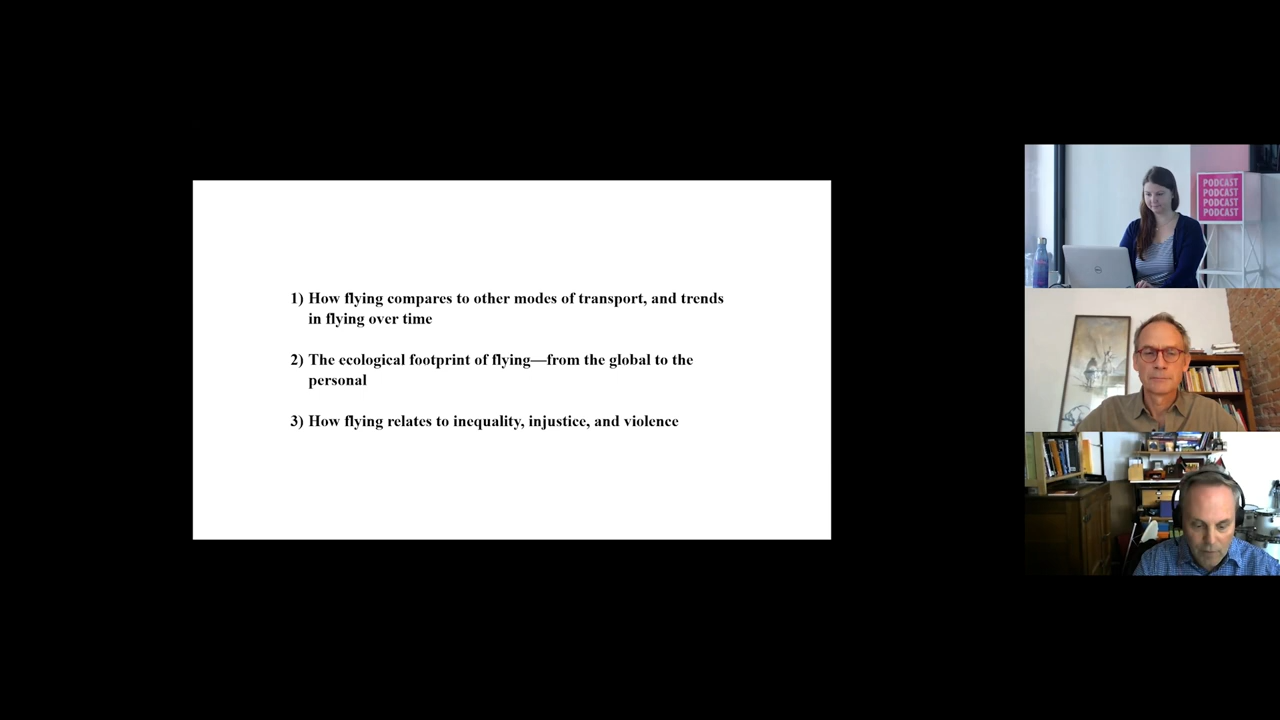 1) How flying compares to other modes of transport, and trends
in flying over time
2) The ecological footprint of flying—from the global to the
personal
3) How flying relates to inequality, injustice, and violence
PODCAST
PODCAST
PODCAST
PODCAST